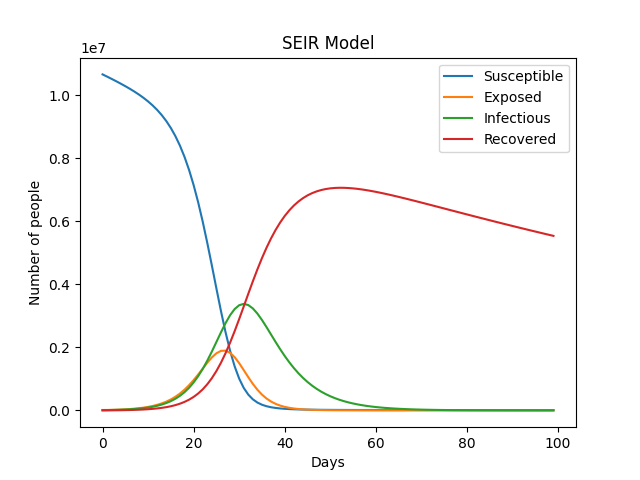 SEIR Model
1e7
Susceptible
Exposed
Infectious
Recovered
1.0
0.8
0.6
0.4
0.2
0.0
Number of people
0 20 40 60 80 100
Days